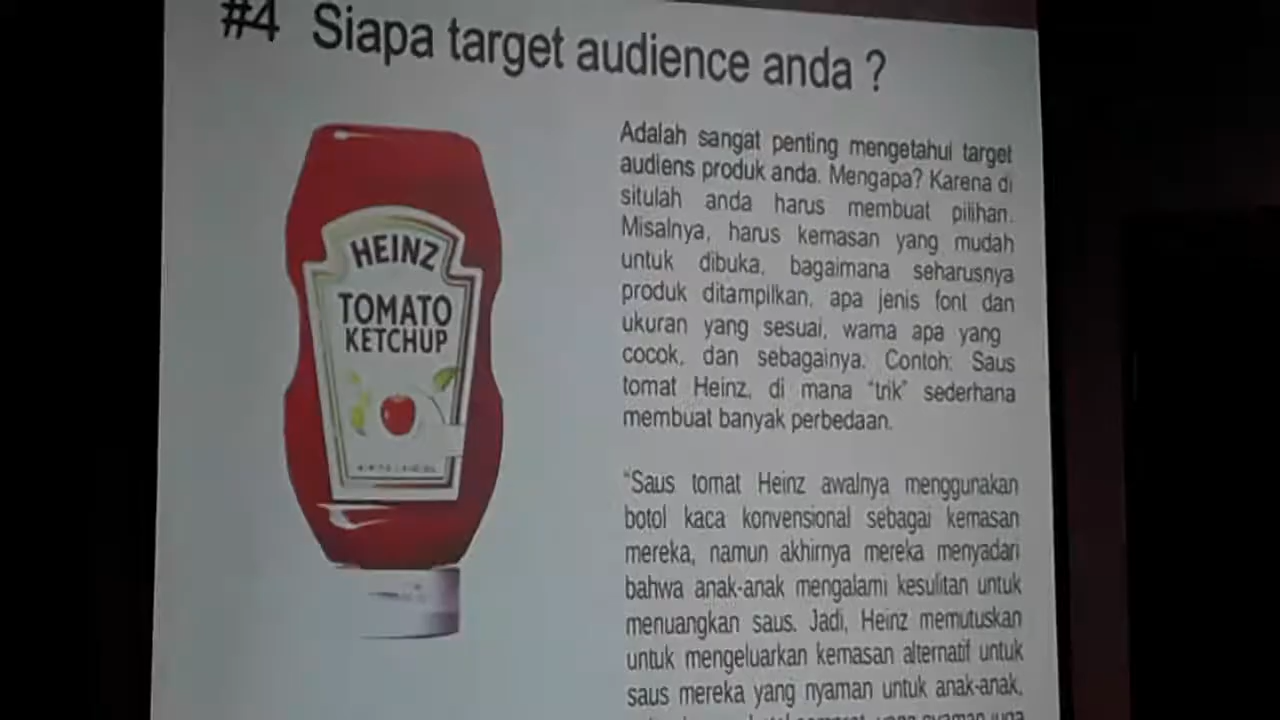 #4 Siapa target audience anda ?
HEINZ
TOMATO
KETCHUP
Adalah sangat penting mengetahui target
audiens produk anda. Mengapa? Karena di
situlah anda harus membuat pilihan.
Misalnya, harus kemasan yang mudah
untuk dibuka, bagaimana seharusnya
produk ditampilkan, apa jenis font dan
ukuran yang sesuai, warna apa yang
cocok, dan sebagainya. Contoh: Saus
tomat Heinz, di mana "trik" sederhana
membuat banyak perbedaan.
"Saus tomat Heinz awalnya menggunakan
botol kaca konvensional sebagai kemasan
mereka, namun akhirnya mereka menyadari
bahwa anak-anak mengalami kesulitan untuk
menuangkan saus. Jadi, Heinz memutuskan
untuk mengeluarkan kemasan alternatif untuk
saus mereka yang nyaman untuk anak-anak,
yang nyaman juga